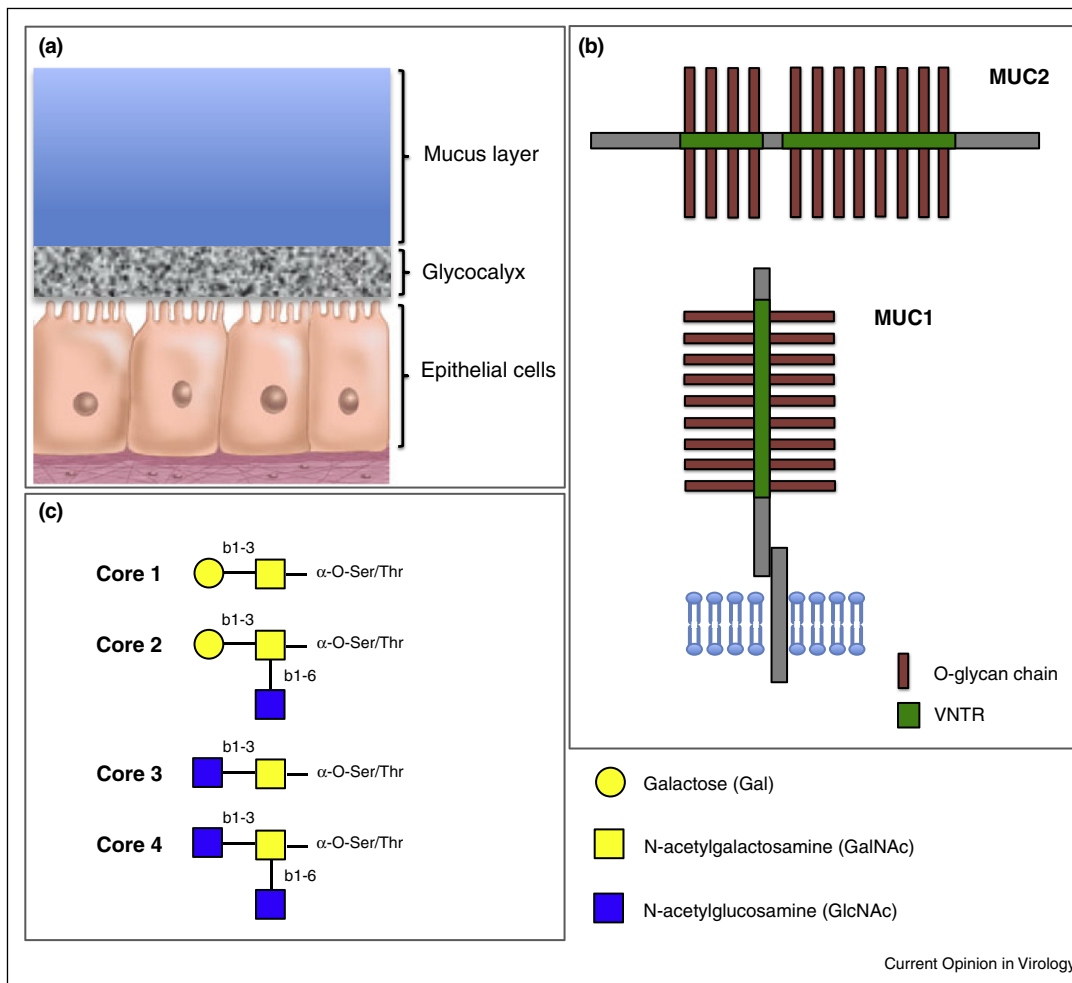 (a)
Mucus layer
Glycocalyx
Epithelial cells
(b)
MUC2
MUC1
O-glycan chain
VNTR
(c)
b1-3
Core 1
α-O-Ser/Thr
b1-3
Core 2
α-O-Ser/Thr
b1-6
b1-3
Core 3
α-O-Ser/Thr
b1-3
Core 4
α-O-Ser/Thr
b1-6
Galactose (Gal)
N-acetylgalactosamine (GalNAc)
N-acetylglucosamine (GlcNAc)
Current Opinion in Virology